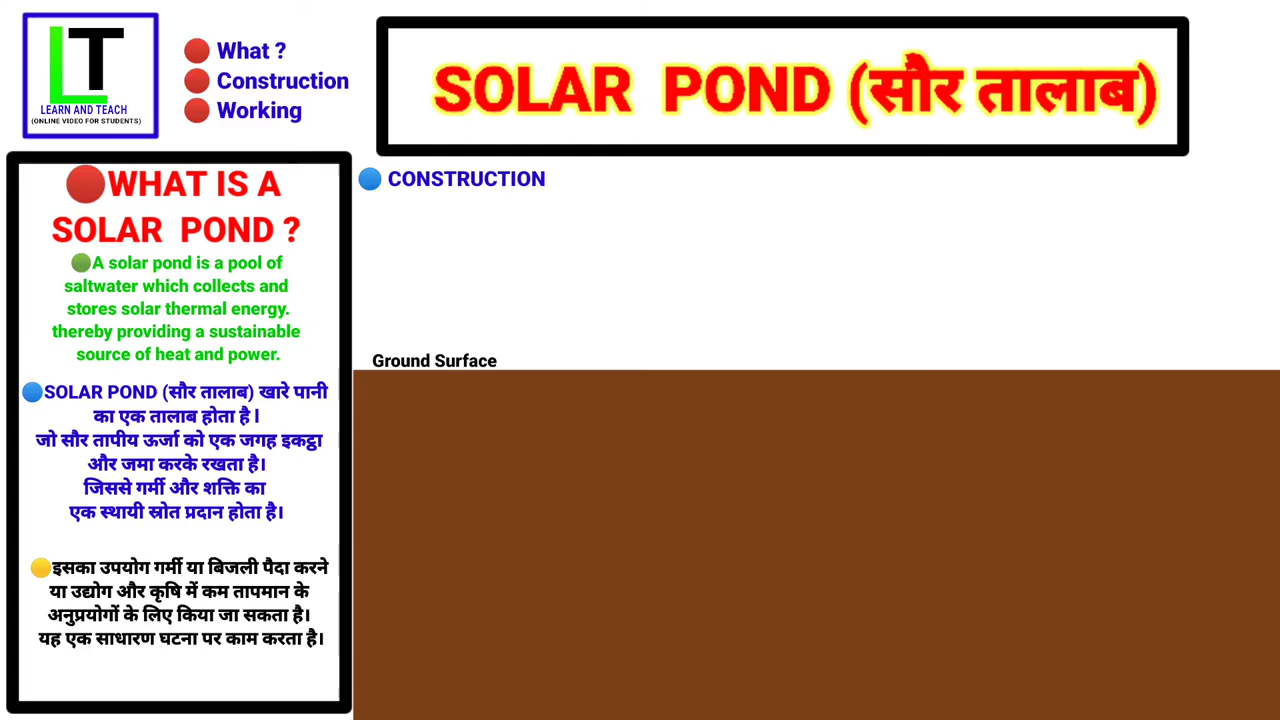 LT
LEARN AND TEACH
(ONLINE VIDEO FOR STUDENTS)
What ?
Construction
Working
SOLAR POND (सौर तालाब)
WHAT IS A
SOLAR POND ?
A solar pond is a pool of
saltwater which collects and
stores solar thermal energy.
thereby providing a sustainable
source of heat and power.
SOLAR POND (सौर तालाब) खारे पानी
का एक तालाब होता है l
जो सौर तापीय ऊर्जा को एक जगह इकट्ठा
और जमा करके रखता है।
जिससे गर्मी और शक्ति का
एक स्थायी स्रोत प्रदान होता है।
इसका उपयोग गर्मी या बिजली पैदा करने
या उद्योग और कृषि में कम तापमान के
अनुप्रयोगों के लिए किया जा सकता है।
यह एक साधारण घटना पर काम करता है।
CONSTRUCTION
Ground Surface